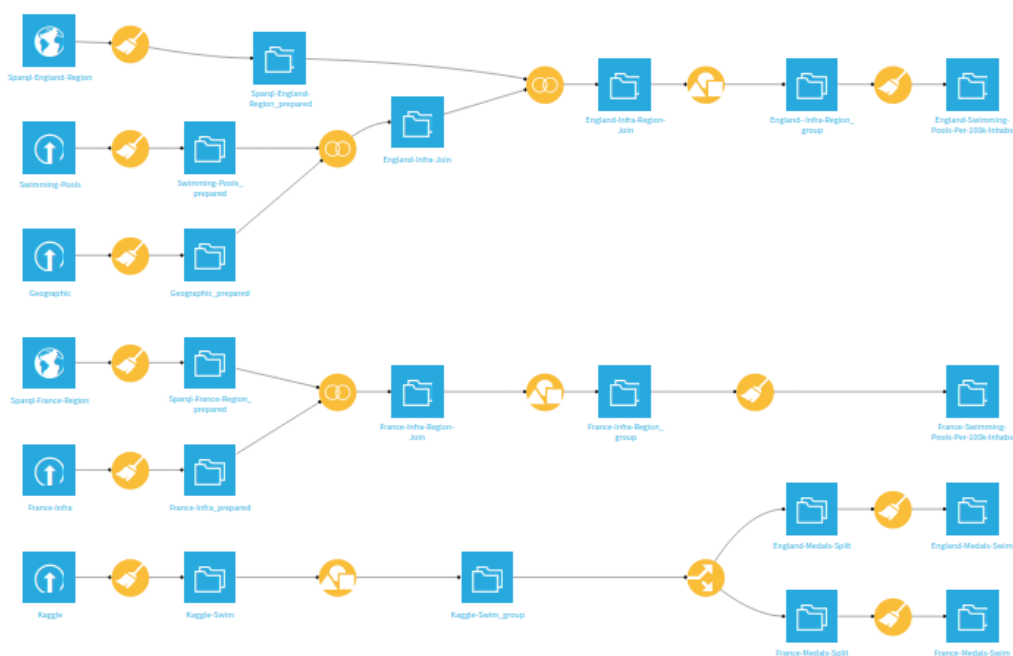 Sparql-England-Region
Sparql-England-
Region_prepared
England-Infra-Region-
Join
England--Infra-Region_
group
England-Swimming-
Pools-Per-100k-Inhabs
England-Infra-Join
Swimming-Pools
Swimming-Pools_
prepared
Geographic
Geographic_prepared
Sparql-France-Region
Sparql-France-Region_
prepared
France-Infra-Region-
Join
France-Infra-Region_
group
France-Swimming-
Pools-Per-100k-Inhabs
France-Infra
France-Infra_prepared
England-Medals-Split
England-Medals-Swim
Kaggle
Kaggle-Swim
Kaggle-Swim_group
France-Medals-Split
France-Medals-Swim